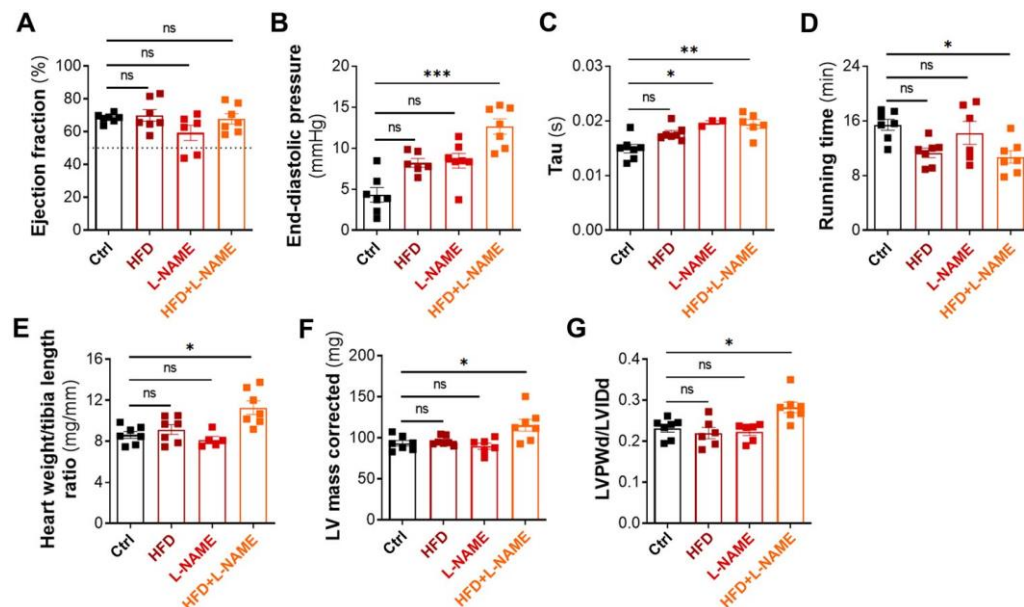 A
Ejection fraction (%)
100
80
60
40
20
0
ns
ns
ns
Ctrl
HFD
L-NAME
HFD+L-NAME
B
End-diastolic pressure
(mmHg)
20
15
10
5
0
***
ns
ns
Ctrl
HFD
L-NAME
HFD+L-NAME
C
Tau (s)
0.03
0.02
0.01
0.00
**
*
ns
Ctrl
HFD
L-NAME
HFD+L-NAME
D
Running time (min)
24
16
8
0
*
ns
ns
Ctrl
HFD
L-NAME
HFD+L-NAME
E
Heart weight/tibia length
ratio (mg/mm)
16
12
8
4
0
*
ns
ns
Ctrl
HFD
L-NAME
HFD+L-NAME
F
LV mass corrected (mg)
200
150
100
50
0
*
ns
ns
Ctrl
HFD
L-NAME
HFD+L-NAME
G
LVPWd/LVIDd
0.4
0.3
0.2
0.1
0.0
*
ns
ns
Ctrl
HFD
L-NAME
HFD+L-NAME